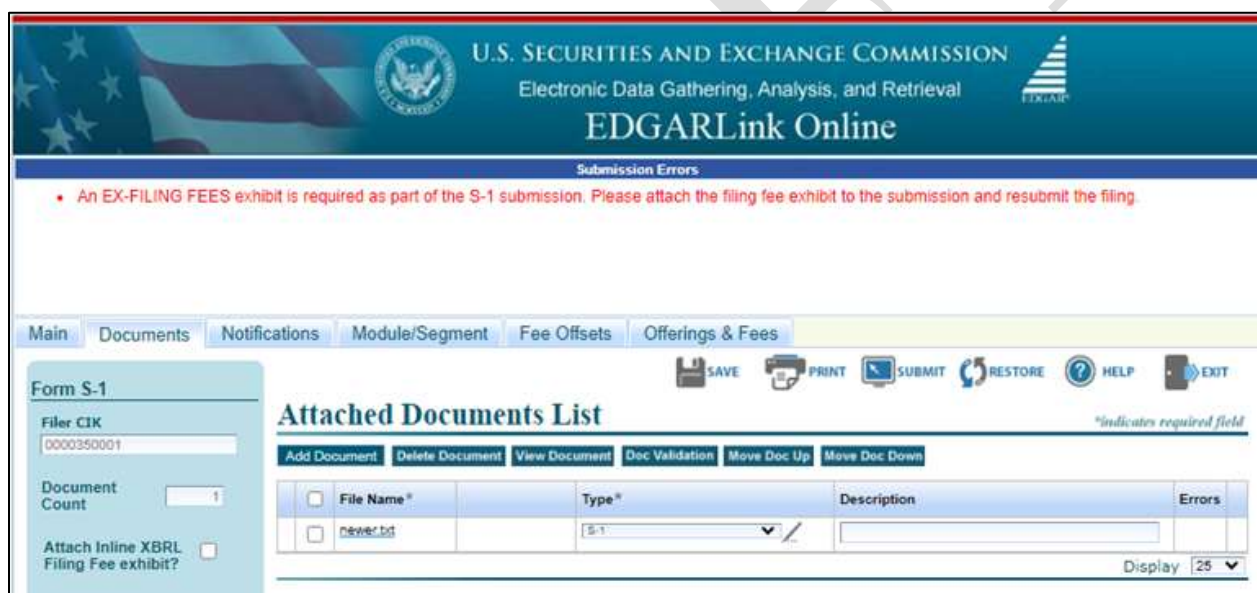 U.S. SECURITIES AND EXCHANGE COMMISSION
Electronic Data Gathering, Analysis, and Retrieval
EDGAR
EDGARLink Online
Submission Errors
• An EX-FILING FEES exhibit is required as part of the S-1 submission. Please attach the filing fee exhibit to the submission and resubmit the filing.
Main Documents Notifications Module/Segment Fee Offsets Offerings & Fees
SAVE PRINT SUBMIT RESTORE HELP EXIT
Form S-1
Filer CIK
0000350001
Document Count 1
Attach Inline XBRL
Filing Fee exhibit?
Attached Documents List
*indicates required field
Add Document Delete Document View Document Doc Validation Move Doc Up Move Doc Down
File Name* Type* Description Errors
newer.txt S-1
Display 25